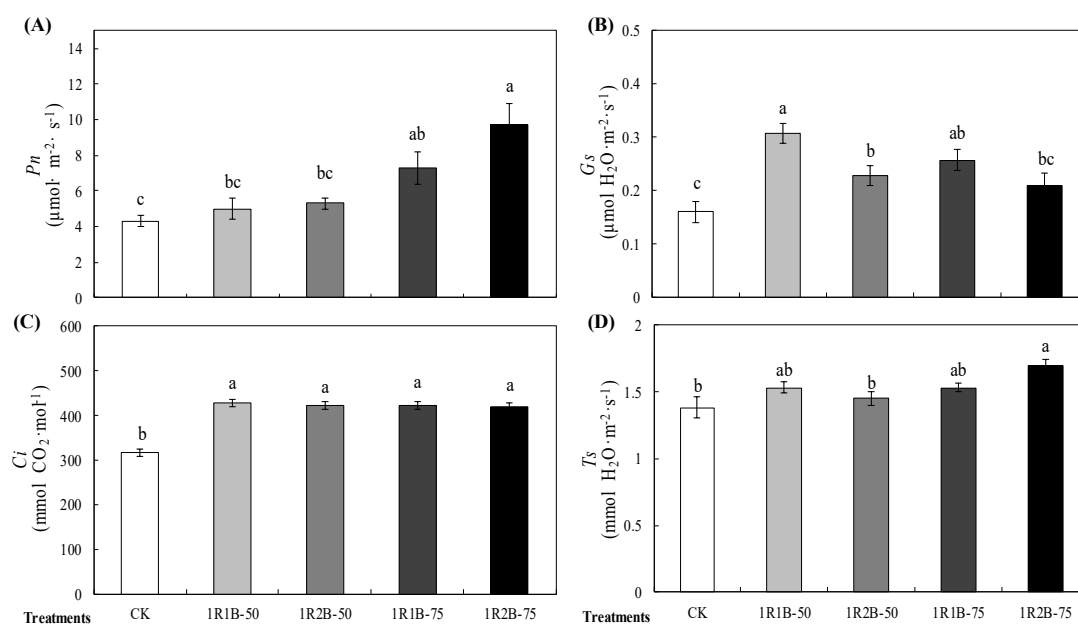 (A)
Pn
(μmol· m⁻²· s⁻¹)
16
14
12
10
8
6
4
2
0
c
bc
bc
ab
a
(B)
Gs
(μmol H₂O·m⁻²·s⁻¹)
0.5
0.4
0.3
0.2
0.1
0
c
a
b
ab
bc
(C)
Ci
(mmol CO₂·mol⁻¹)
600
500
400
300
200
100
0
b
a
a
a
a
(D)
Ts
(mmol H₂O·m⁻²·s⁻¹)
2
1.5
1
0.5
0
b
ab
b
ab
a
Treatments CK 1R1B-50 1R2B-50 1R1B-75 1R2B-75
Treatments CK 1R1B-50 1R2B-50 1R1B-75 1R2B-75